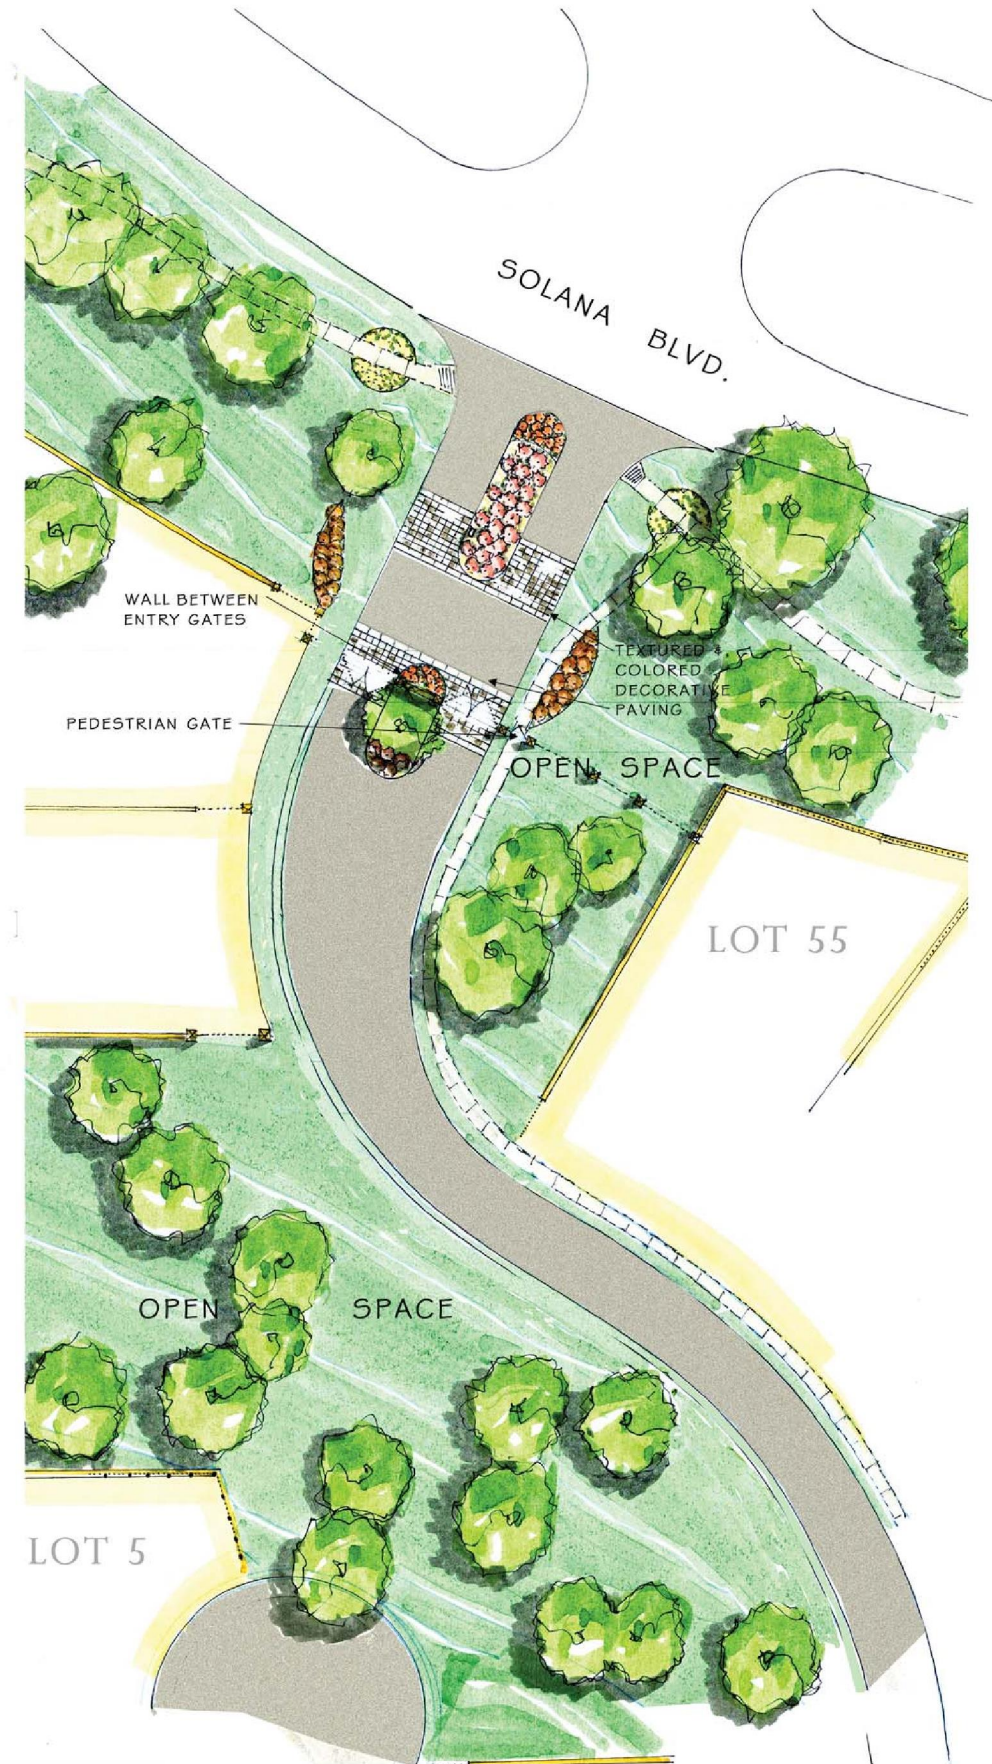 SOLANA BLVD.
WALL BETWEEN
ENTRY GATES
TEXTURED &
COLORED
DECORATIVE
PAVING
PEDESTRIAN GATE
OPEN SPACE
LOT 55
OPEN SPACE
LOT 5